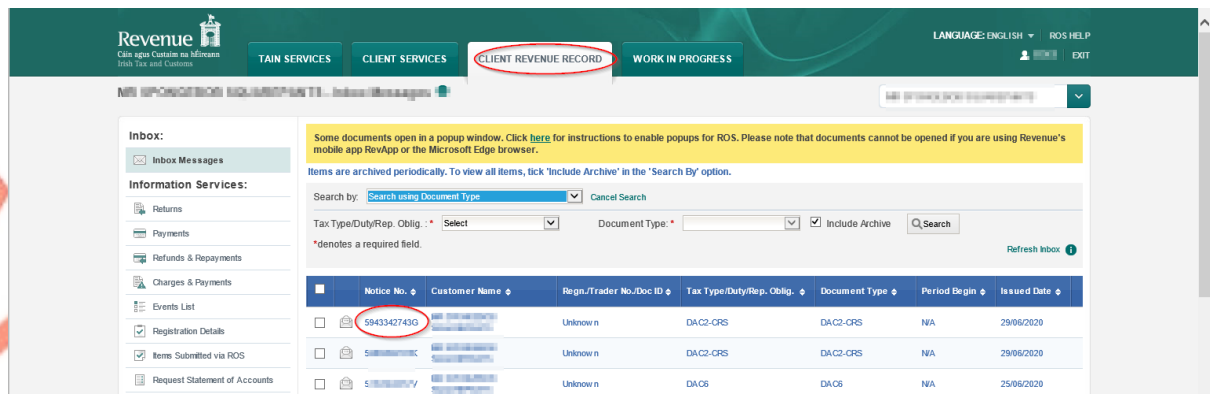 Revenue
Cáin agus Custaim na hÉireann
Irish Tax and Customs
LANGUAGE: ENGLISH ROS HELP
EXIT
TAIN SERVICES CLIENT SERVICES CLIENT REVENUE RECORD WORK IN PROGRESS
Inbox Messages
Inbox:
Inbox Messages
Information Services:
Returns
Payments
Refunds & Repayments
Charges & Payments
Events List
Registration Details
Items Submitted via ROS
Request Statement of Accounts
Some documents open in a popup window. Click here for instructions to enable popups for ROS. Please note that documents cannot be opened if you are using Revenue's
mobile app RevApp or the Microsoft Edge browser.
Items are archived periodically. To view all items, tick 'Include Archive' in the 'Search By' option.
Search by: Search using Document Type Cancel Search
Tax Type/Duty/Rep. Oblig. : * Select Document Type: * Include Archive Search
*denotes a required field.
Refresh Inbox
Notice No. Customer Name Regn./Trader No./Doc ID Tax Type/Duty/Rep. Oblig. Document Type Period Begin Issued Date
5943342743G Unknown DAC2-CRS DAC2-CRS N/A 29/06/2020
Unknown DAC2-CRS DAC2-CRS N/A 29/06/2020
Unknown DAC6 DAC6 N/A 25/06/2020